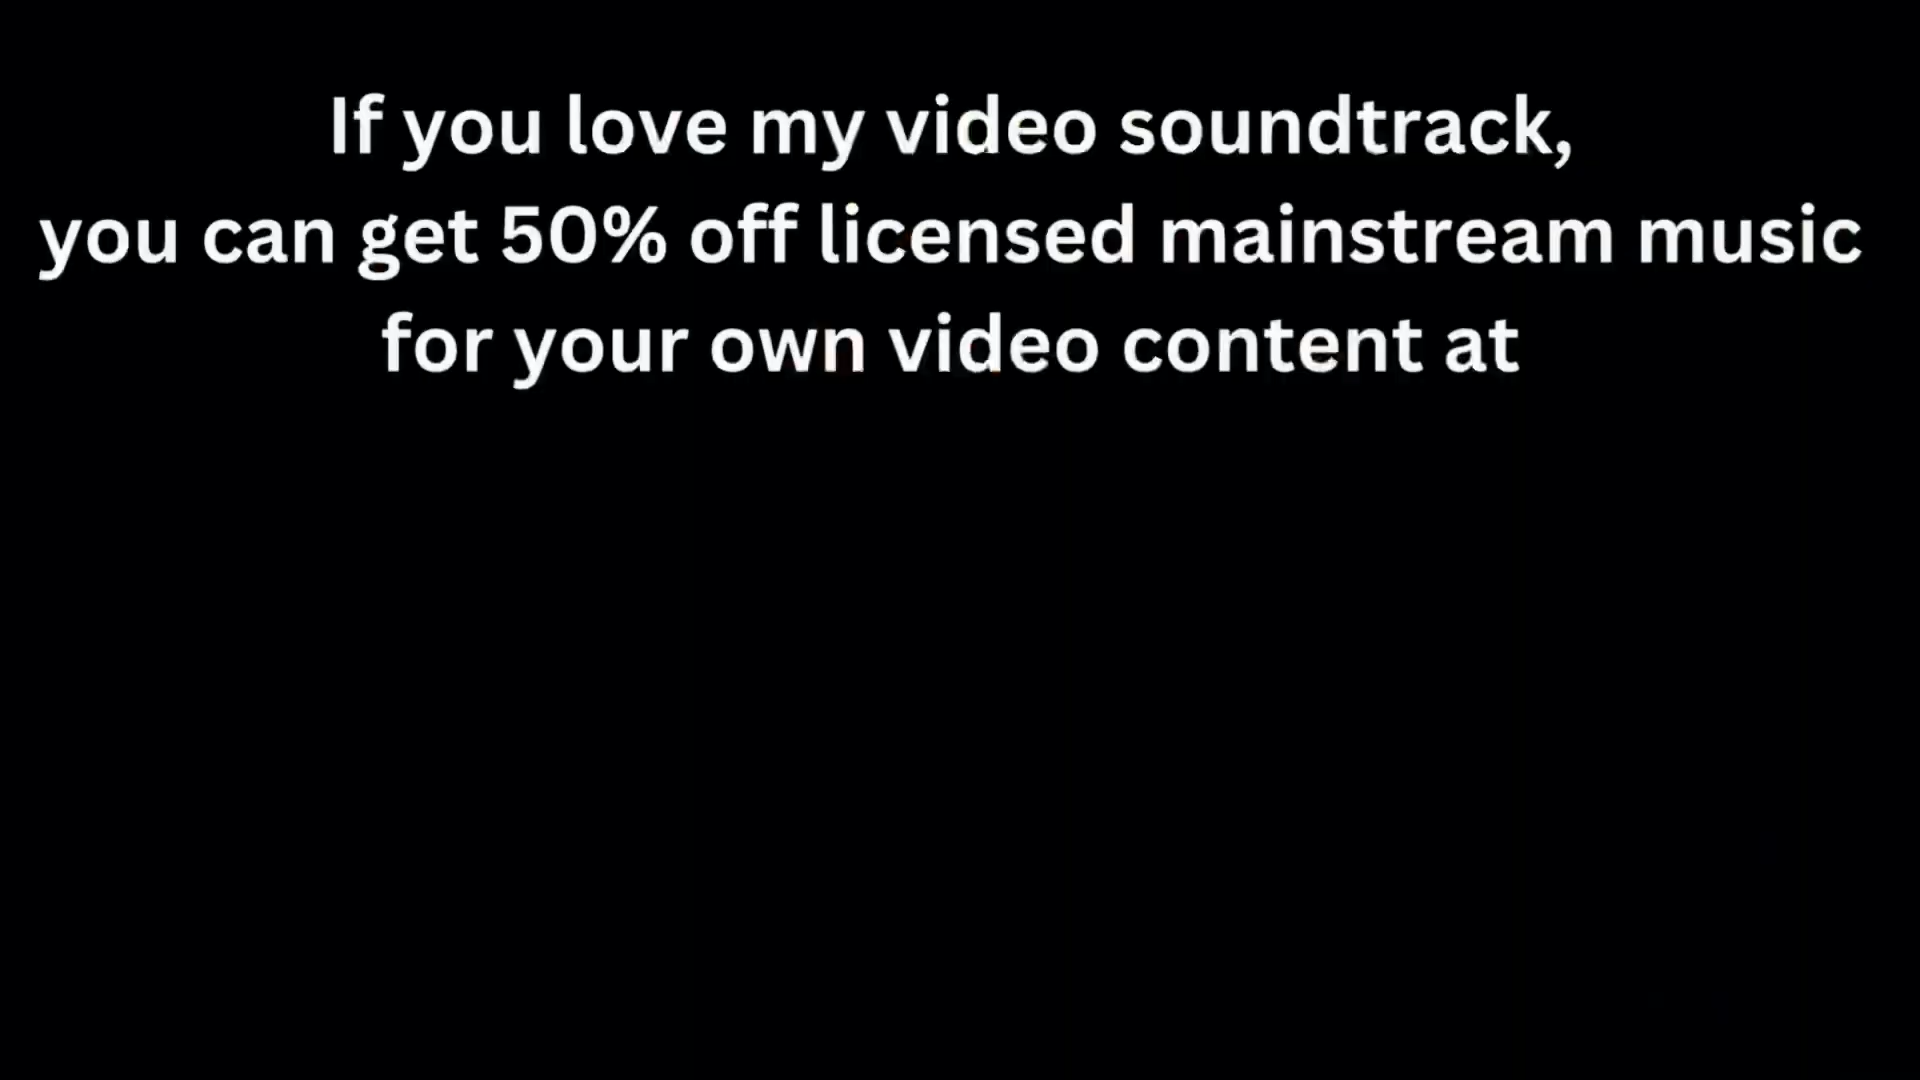 If you love my video soundtrack,
you can get 50% off licensed mainstream music
for your own video content at